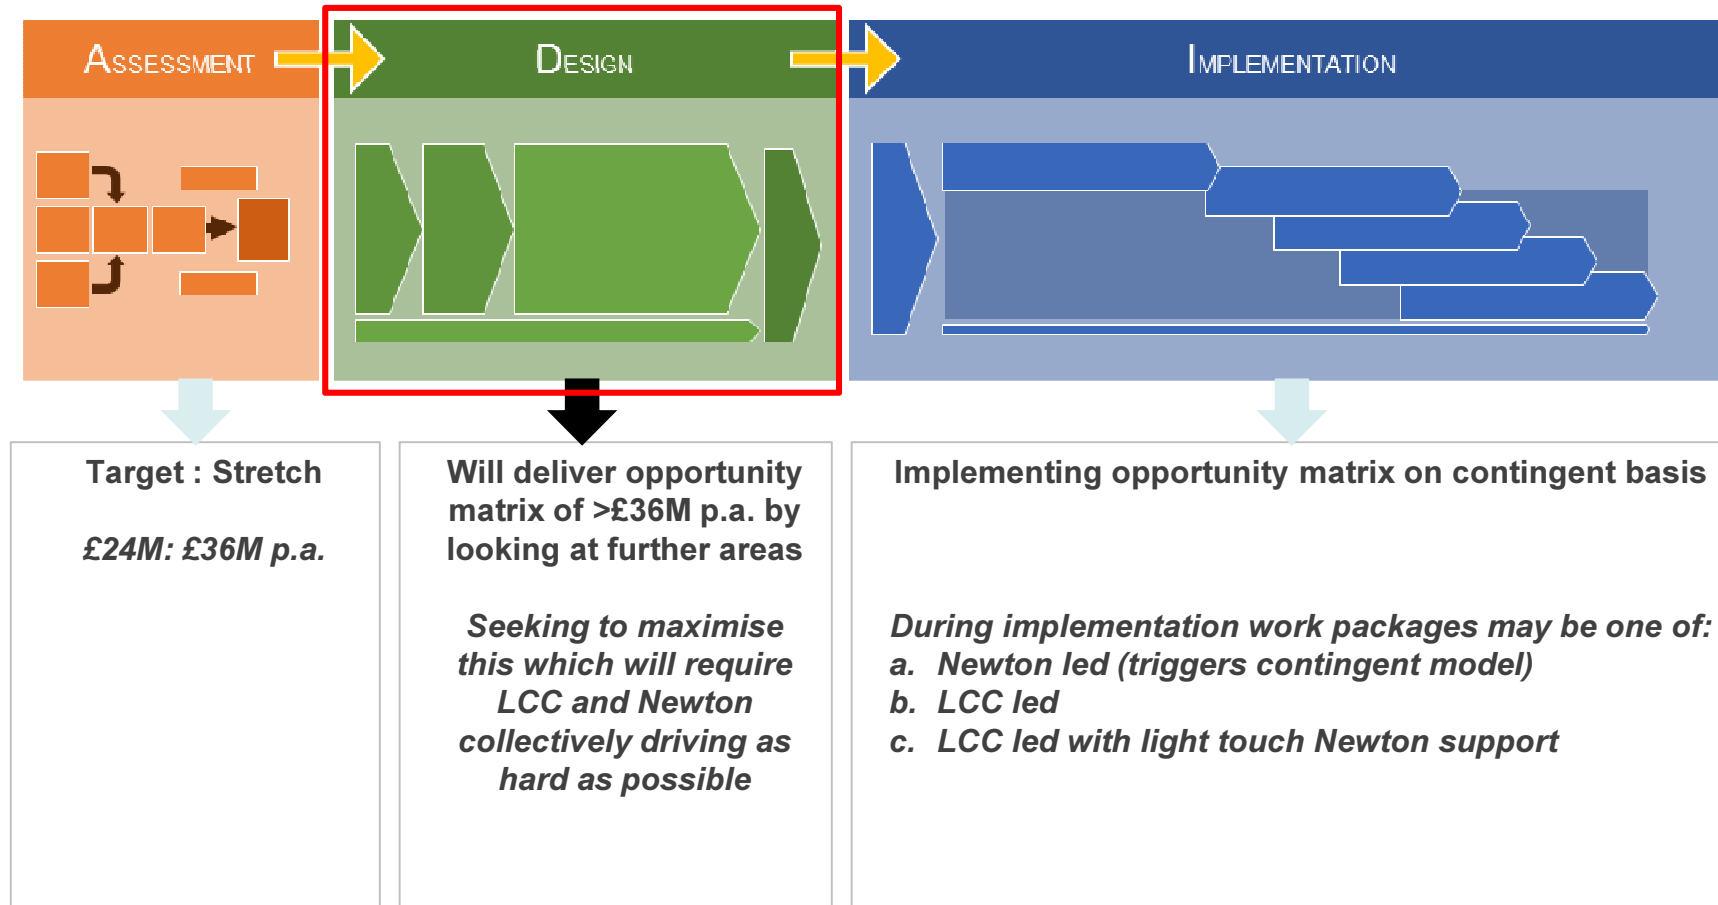 ASSESSMENT
DESIGN
IMPLEMENTATION
Target : Stretch
£24M: £36M p.a.
Will deliver opportunity
matrix of >£36M p.a. by
looking at further areas
Seeking to maximise
this which will require
LCC and Newton
collectively driving as
hard as possible
Implementing opportunity matrix on contingent basis
During implementation work packages may be one of:
a. Newton led (triggers contingent model)
b. LCC led
c. LCC led with light touch Newton support